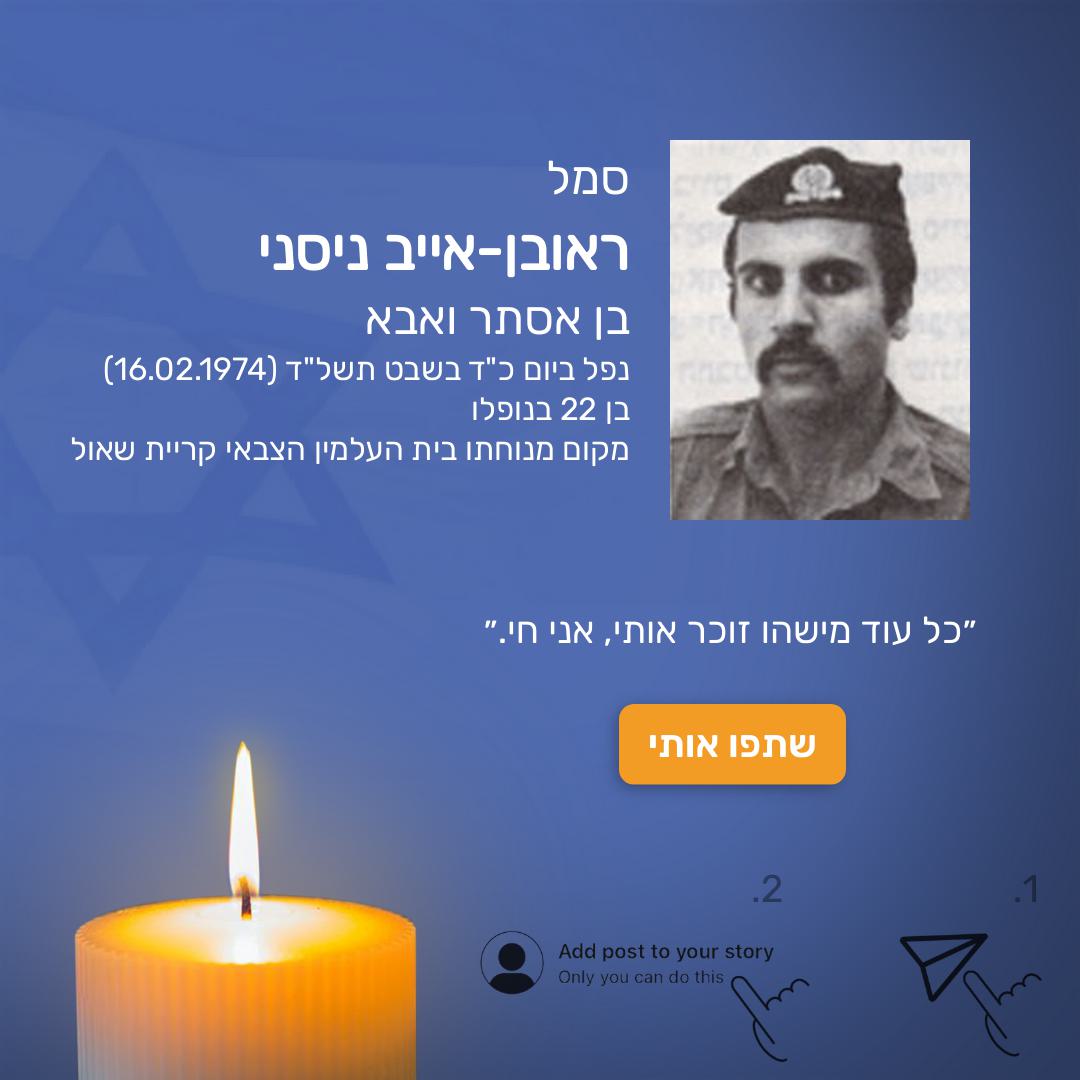 סמל
ראובן-אייב ניסני
בן אסתר ואבא
נפל ביום כ"ד בשבט תשל"ד (16.02.1974)
בן 22 בנופלו
מקום מנוחתו בית העלמין הצבאי קריית שאול
״כל עוד מישהו זוכר אותי, אני חי.״
שתפו אותי
1.
2.
Add post to your story
Only you can do this